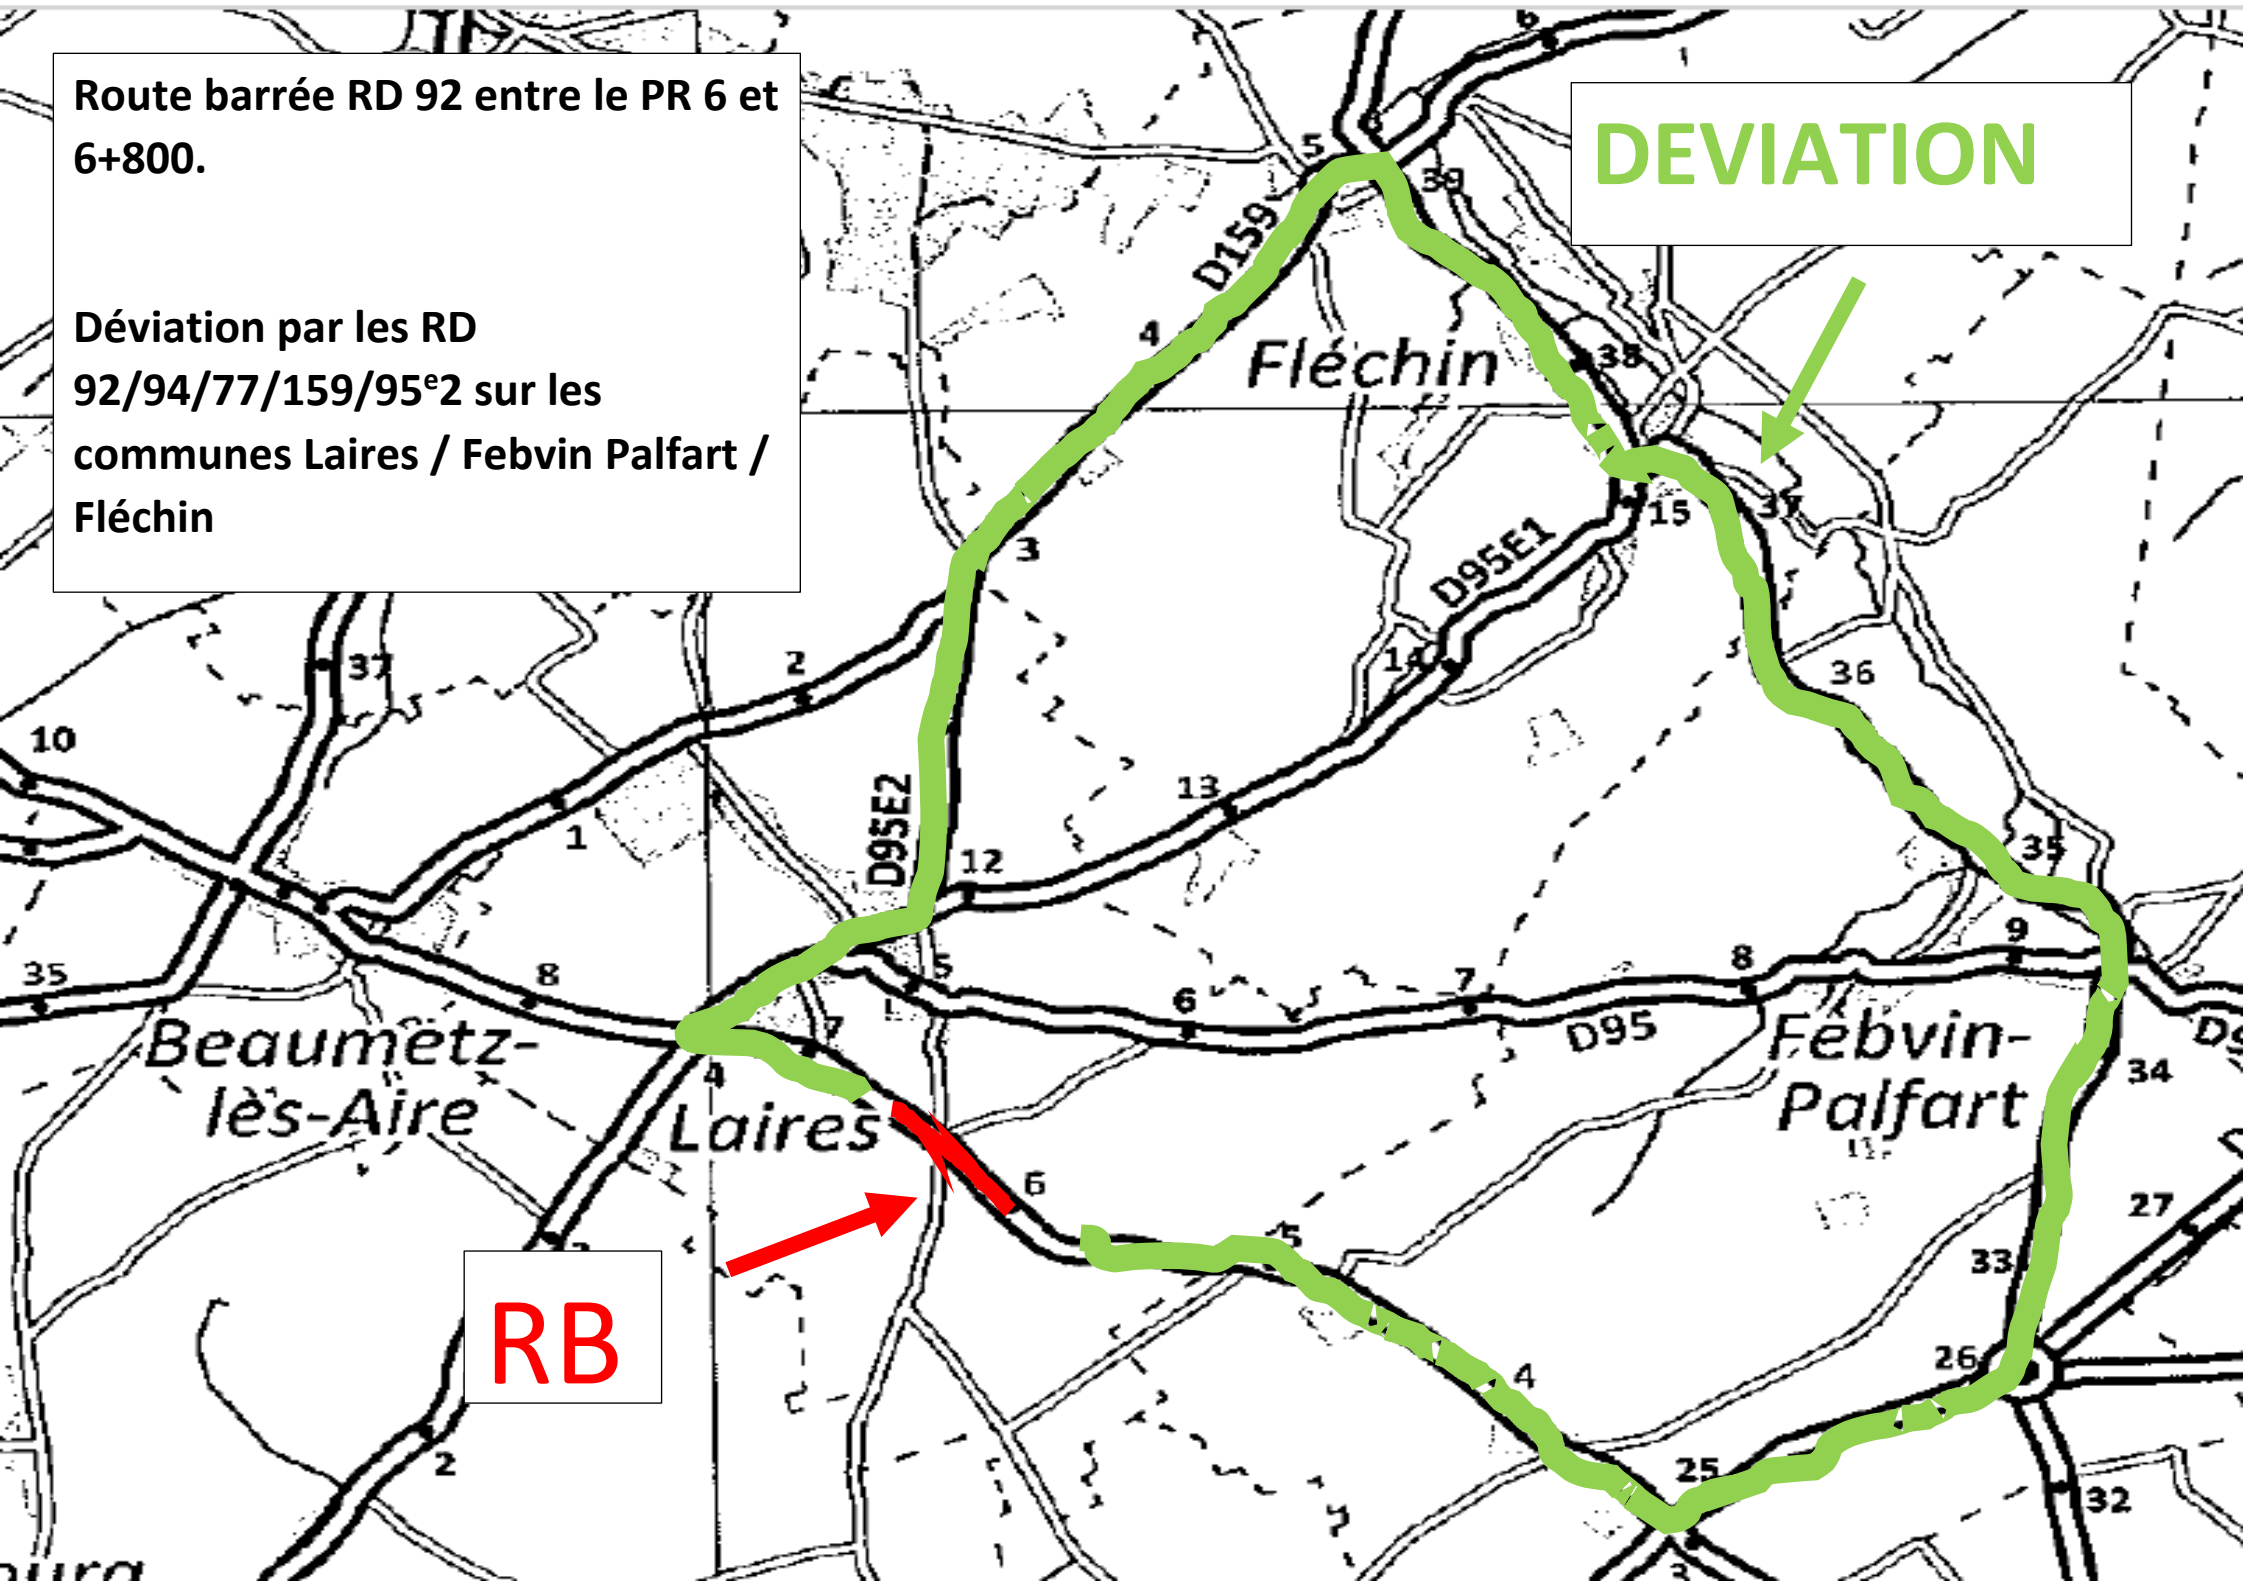 Route barrée RD 92 entre le PR 6 et
6+800.
Déviation par les RD
92/94/77/159/95ᵉ2 sur les
communes Laires / Febvin Palfart /
Fléchin
DEVIATION
6
5
39
D159
4
Fléchin
38
37
15
3
D95E1
14
36
2
37
10
13
1
D95E2
12
35
9
8
7
6
5
35
8
D95
Febvin-
Palfart
34
Beaumetz-
lès-Aire
7
4
Laires
6
27
5
33
RB
26
4
25
2
32
3